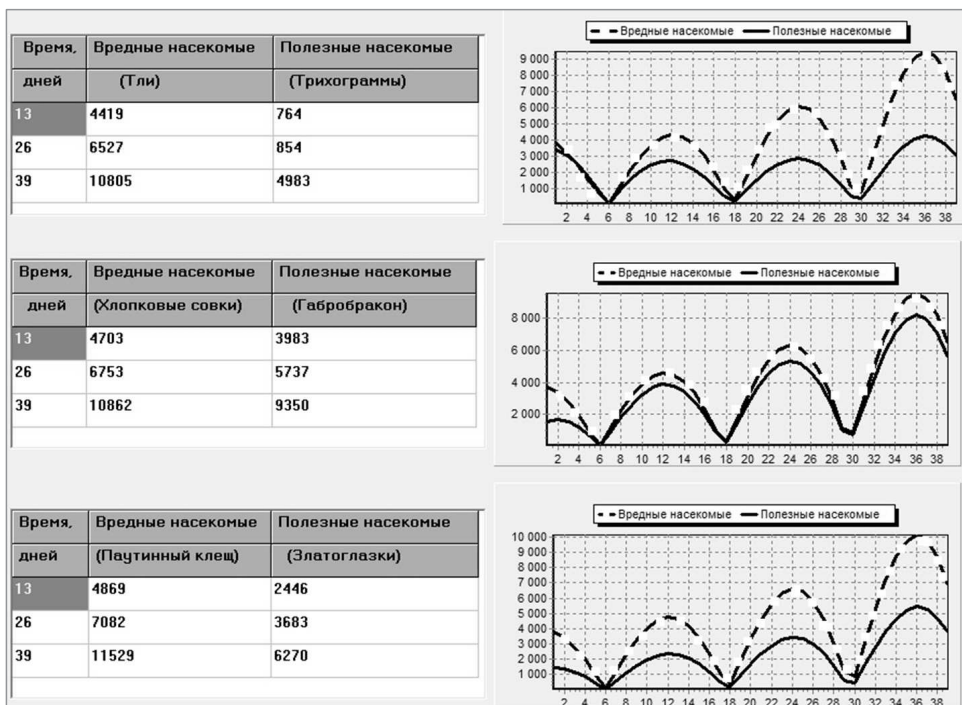 Время, Вредные насекомые Полезные насекомые
дней (Тли) (Трихограммы)
13 4419 764
26 6527 854
39 10805 4983
Вредные насекомые Полезные насекомые
9 000
8 000
7 000
6 000
5 000
4 000
3 000
2 000
1 000
2 4 6 8 10 12 14 16 18 20 22 24 26 28 30 32 34 36 38
Время, Вредные насекомые Полезные насекомые
дней (Хлопковые совки) (Габробракон)
13 4703 3983
26 6753 5737
39 10862 9350
Вредные насекомые Полезные насекомые
8 000
6 000
4 000
2 000
2 4 6 8 10 12 14 16 18 20 22 24 26 28 30 32 34 36 38
Время, Вредные насекомые Полезные насекомые
дней (Паутинный клещ) (Златоглазки)
13 4869 2446
26 7082 3683
39 11529 6270
Вредные насекомые Полезные насекомые
10 000
9 000
8 000
7 000
6 000
5 000
4 000
3 000
2 000
1 000
2 4 6 8 10 12 14 16 18 20 22 24 26 28 30 32 34 36 38